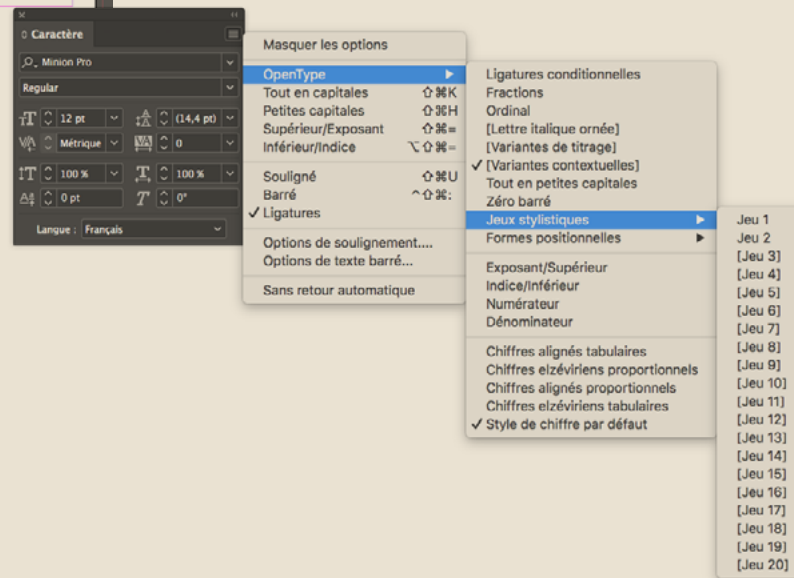 Caractère
Minion Pro
Regular
12 pt
(14,4 pt)
Métrique
0
100 %
100 %
0 pt
0°
Langue : Français
Masquer les options
OpenType
Tout en capitales ⇧⌘K
Petites capitales ⇧⌘H
Supérieur/Exposant ⇧⌘=
Inférieur/Indice ⌥⇧⌘=
Souligné ⇧⌘U
Barré ^⇧⌘:
✓ Ligatures
Options de soulignement....
Options de texte barré...
Sans retour automatique
Ligatures conditionnelles
Fractions
Ordinal
[Lettre italique ornée]
[Variantes de titrage]
✓ [Variantes contextuelles]
Tout en petites capitales
Zéro barré
Jeux stylistiques
Formes positionnelles
Exposant/Supérieur
Indice/Inférieur
Numérateur
Dénominateur
Chiffres alignés tabulaires
Chiffres elzéviriens proportionnels
Chiffres alignés proportionnels
Chiffres elzéviriens tabulaires
✓ Style de chiffre par défaut
Jeu 1
Jeu 2
[Jeu 3]
[Jeu 4]
[Jeu 5]
[Jeu 6]
[Jeu 7]
[Jeu 8]
[Jeu 9]
[Jeu 10]
[Jeu 11]
[Jeu 12]
[Jeu 13]
[Jeu 14]
[Jeu 15]
[Jeu 16]
[Jeu 17]
[Jeu 18]
[Jeu 19]
[Jeu 20]